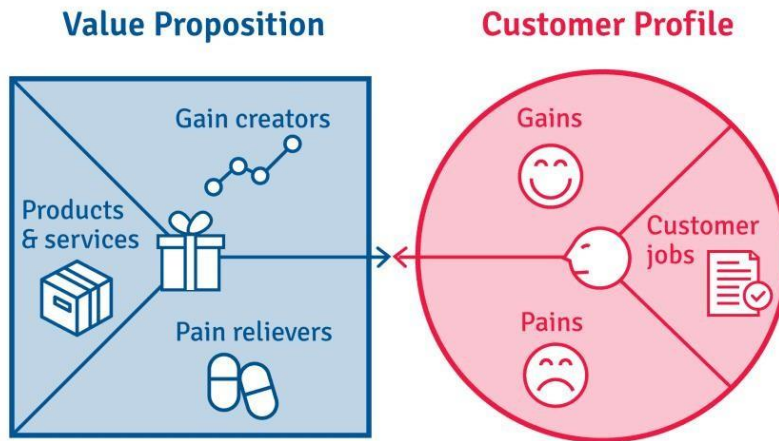 Value Proposition
Customer Profile
Gain creators
Products
& services
Pain relievers
Gains
Customer
jobs
Pains